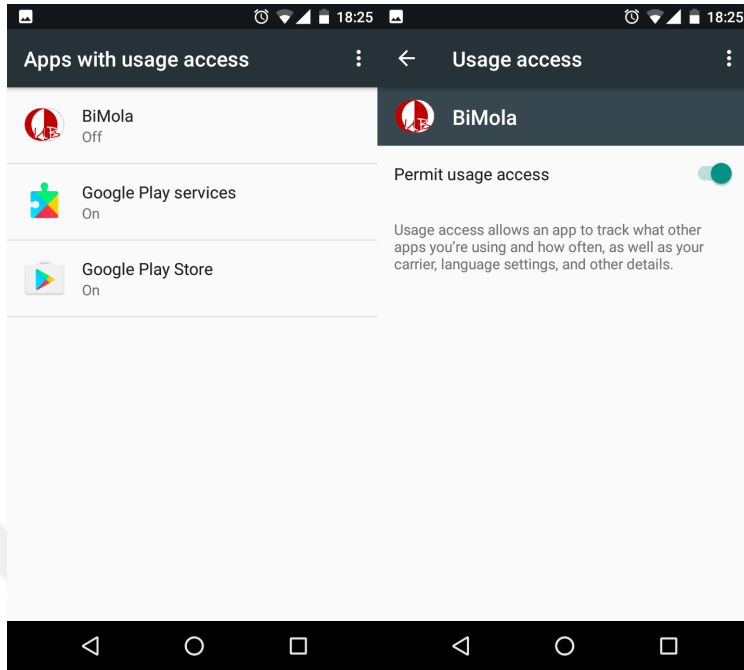 18:25
Apps with usage access
BiMola
Off
Google Play services
On
Google Play Store
On
18:25
Usage access
BiMola
Permit usage access
Usage access allows an app to track what other
apps you're using and how often, as well as your
carrier, language settings, and other details.